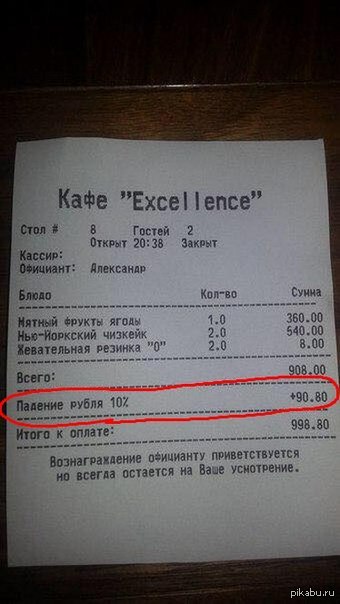 Кафе "Excellence"
Стол # 8 Гостей 2
Открыт 20:38 Закрыт
Кассир:
Официант: Александр
Блюдо Кол-во Сумма
Мятный фрукты ягоды 1.0 360.00
Нью-Йоркский чизкейк 2.0 540.00
Жевательная резинка "О" 2.0 8.00
Всего: 908.00
Падение рубля 10% +90.80
Итого к оплате: 998.80
Вознаграждение официанту приветствуется
но всегда остается на Ваше усмотрение.
pikabu.ru